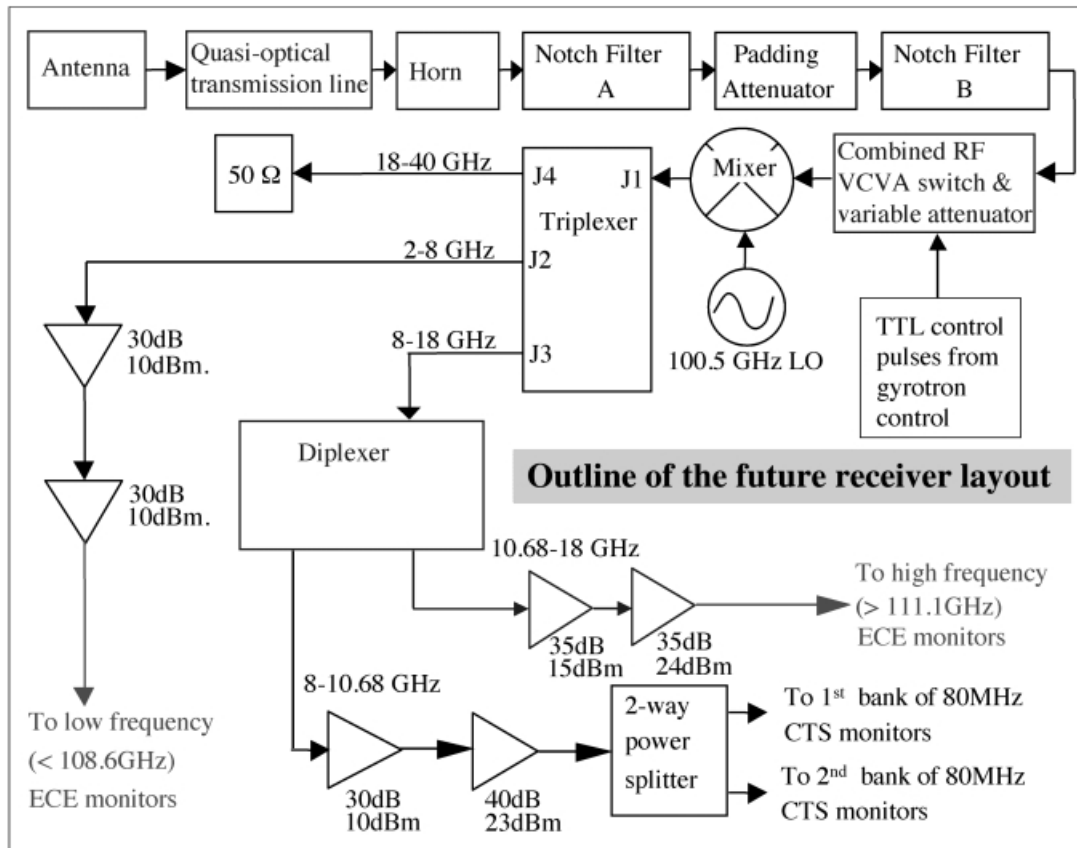 Antenna
Quasi-optical
transmission line
Horn
Notch Filter
A
Padding
Attenuator
Notch Filter
B
50 Ω
18-40 GHz
J4
J1
Triplexer
J2
J3
Mixer
Combined RF
VCVA switch &
variable attenuator
2-8 GHz
8-18 GHz
100.5 GHz LO
TTL control
pulses from
gyrotron
control
30dB
10dBm.
30dB
10dBm.
Diplexer
Outline of the future receiver layout
10.68-18 GHz
35dB
15dBm
35dB
24dBm
To high frequency
(> 111.1GHz)
ECE monitors
8-10.68 GHz
30dB
10dBm
40dB
23dBm
2-way
power
splitter
To 1st bank of 80MHz
CTS monitors
To 2nd bank of 80MHz
CTS monitors
To low frequency
(< 108.6GHz)
ECE monitors